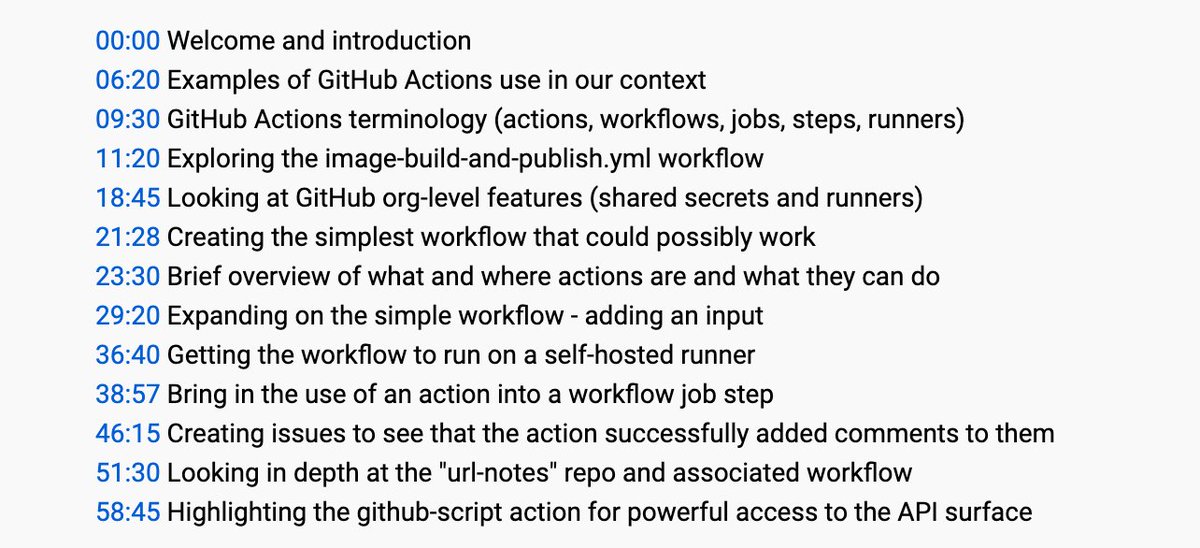 00:00 Welcome and introduction
06:20 Examples of GitHub Actions use in our context
09:30 GitHub Actions terminology (actions, workflows, jobs, steps, runners)
11:20 Exploring the image-build-and-publish.yml workflow
18:45 Looking at GitHub org-level features (shared secrets and runners)
21:28 Creating the simplest workflow that could possibly work
23:30 Brief overview of what and where actions are and what they can do
29:20 Expanding on the simple workflow - adding an input
36:40 Getting the workflow to run on a self-hosted runner
38:57 Bring in the use of an action into a workflow job step
46:15 Creating issues to see that the action successfully added comments to them
51:30 Looking in depth at the "url-notes" repo and associated workflow
58:45 Highlighting the github-script action for powerful access to the API surface